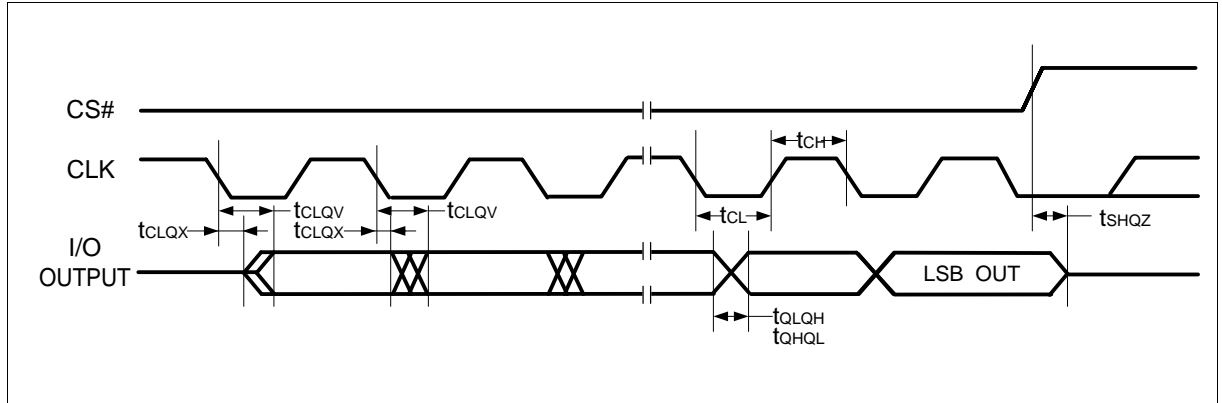 CS#
CLK
tCH
tCLQV
tCLQV
tCL
tCLQX
tCLQX
tSHQZ
I/O
OUTPUT
LSB OUT
tQLQH
tQHQL